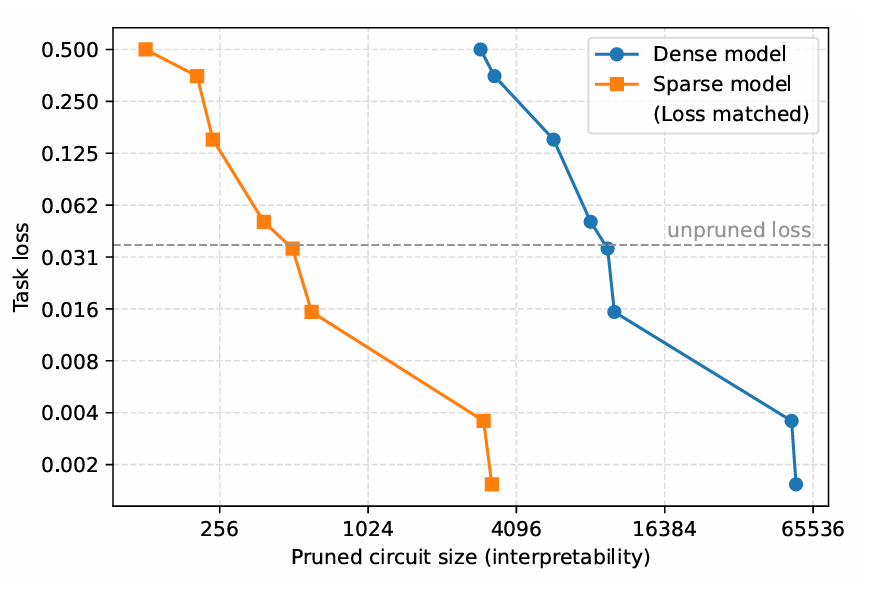 0.500
0.250
0.125
0.062
0.031
0.016
0.008
0.004
0.002
Task loss
Dense model
Sparse model
(Loss matched)
unpruned loss
256 1024 4096 16384 65536
Pruned circuit size (interpretability)